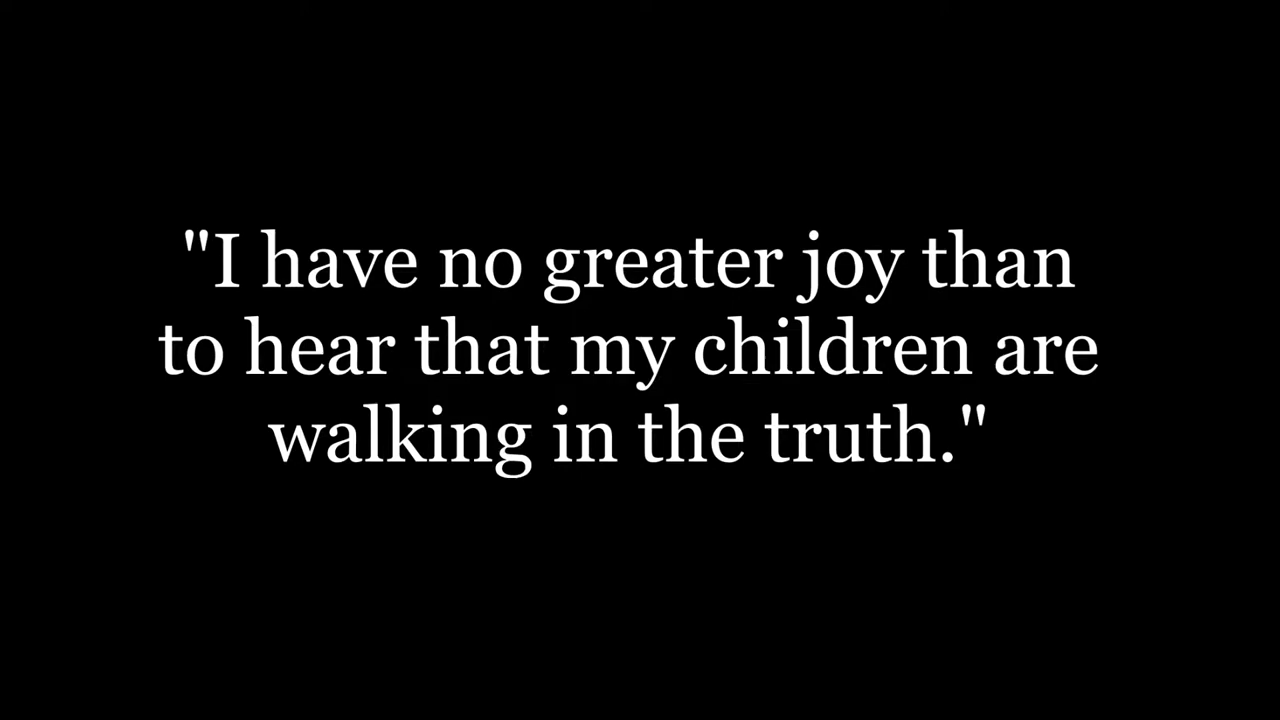 "I have no greater joy than
to hear that my children are
walking in the truth."